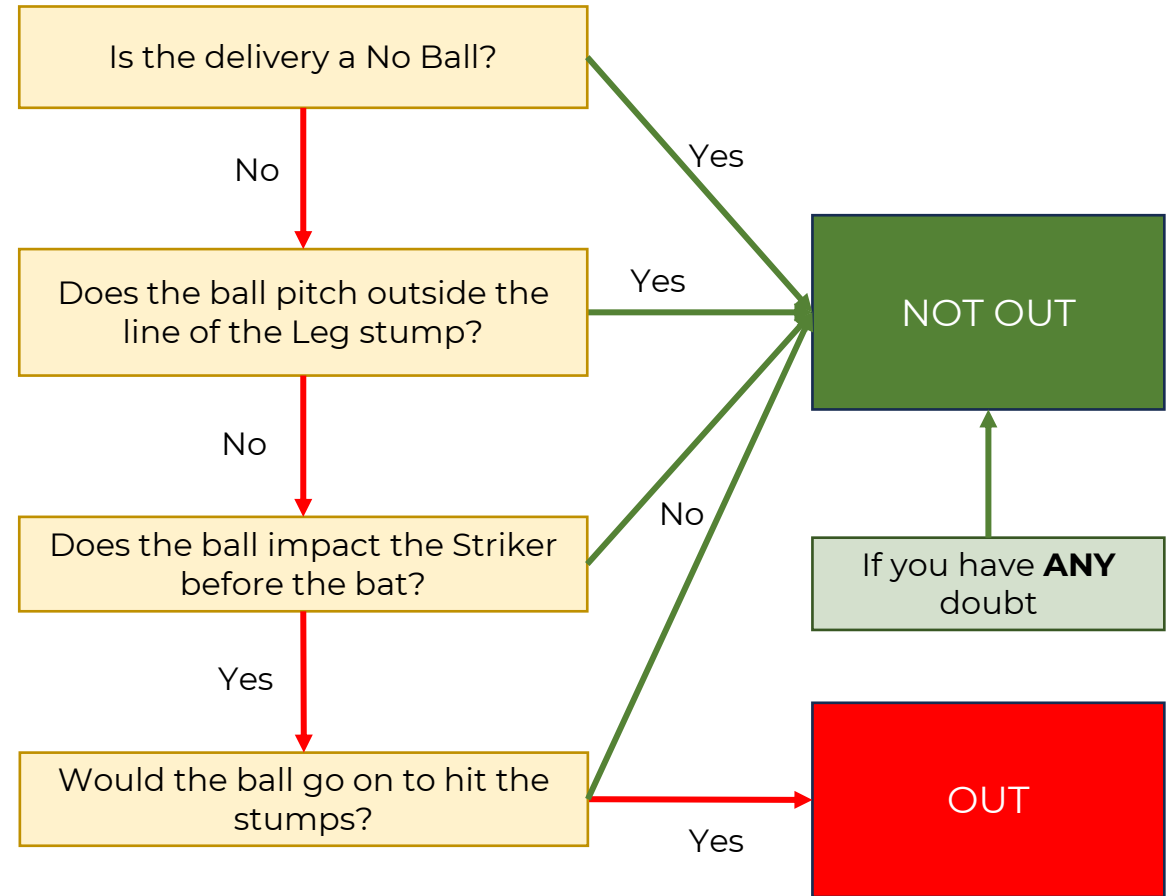 Is the delivery a No Ball?
Yes
No
Does the ball pitch outside the
line of the Leg stump?
Yes
NOT OUT
No
Does the ball impact the Striker
before the bat?
No
If you have ANY
doubt
Yes
Would the ball go on to hit the
stumps?
Yes
OUT